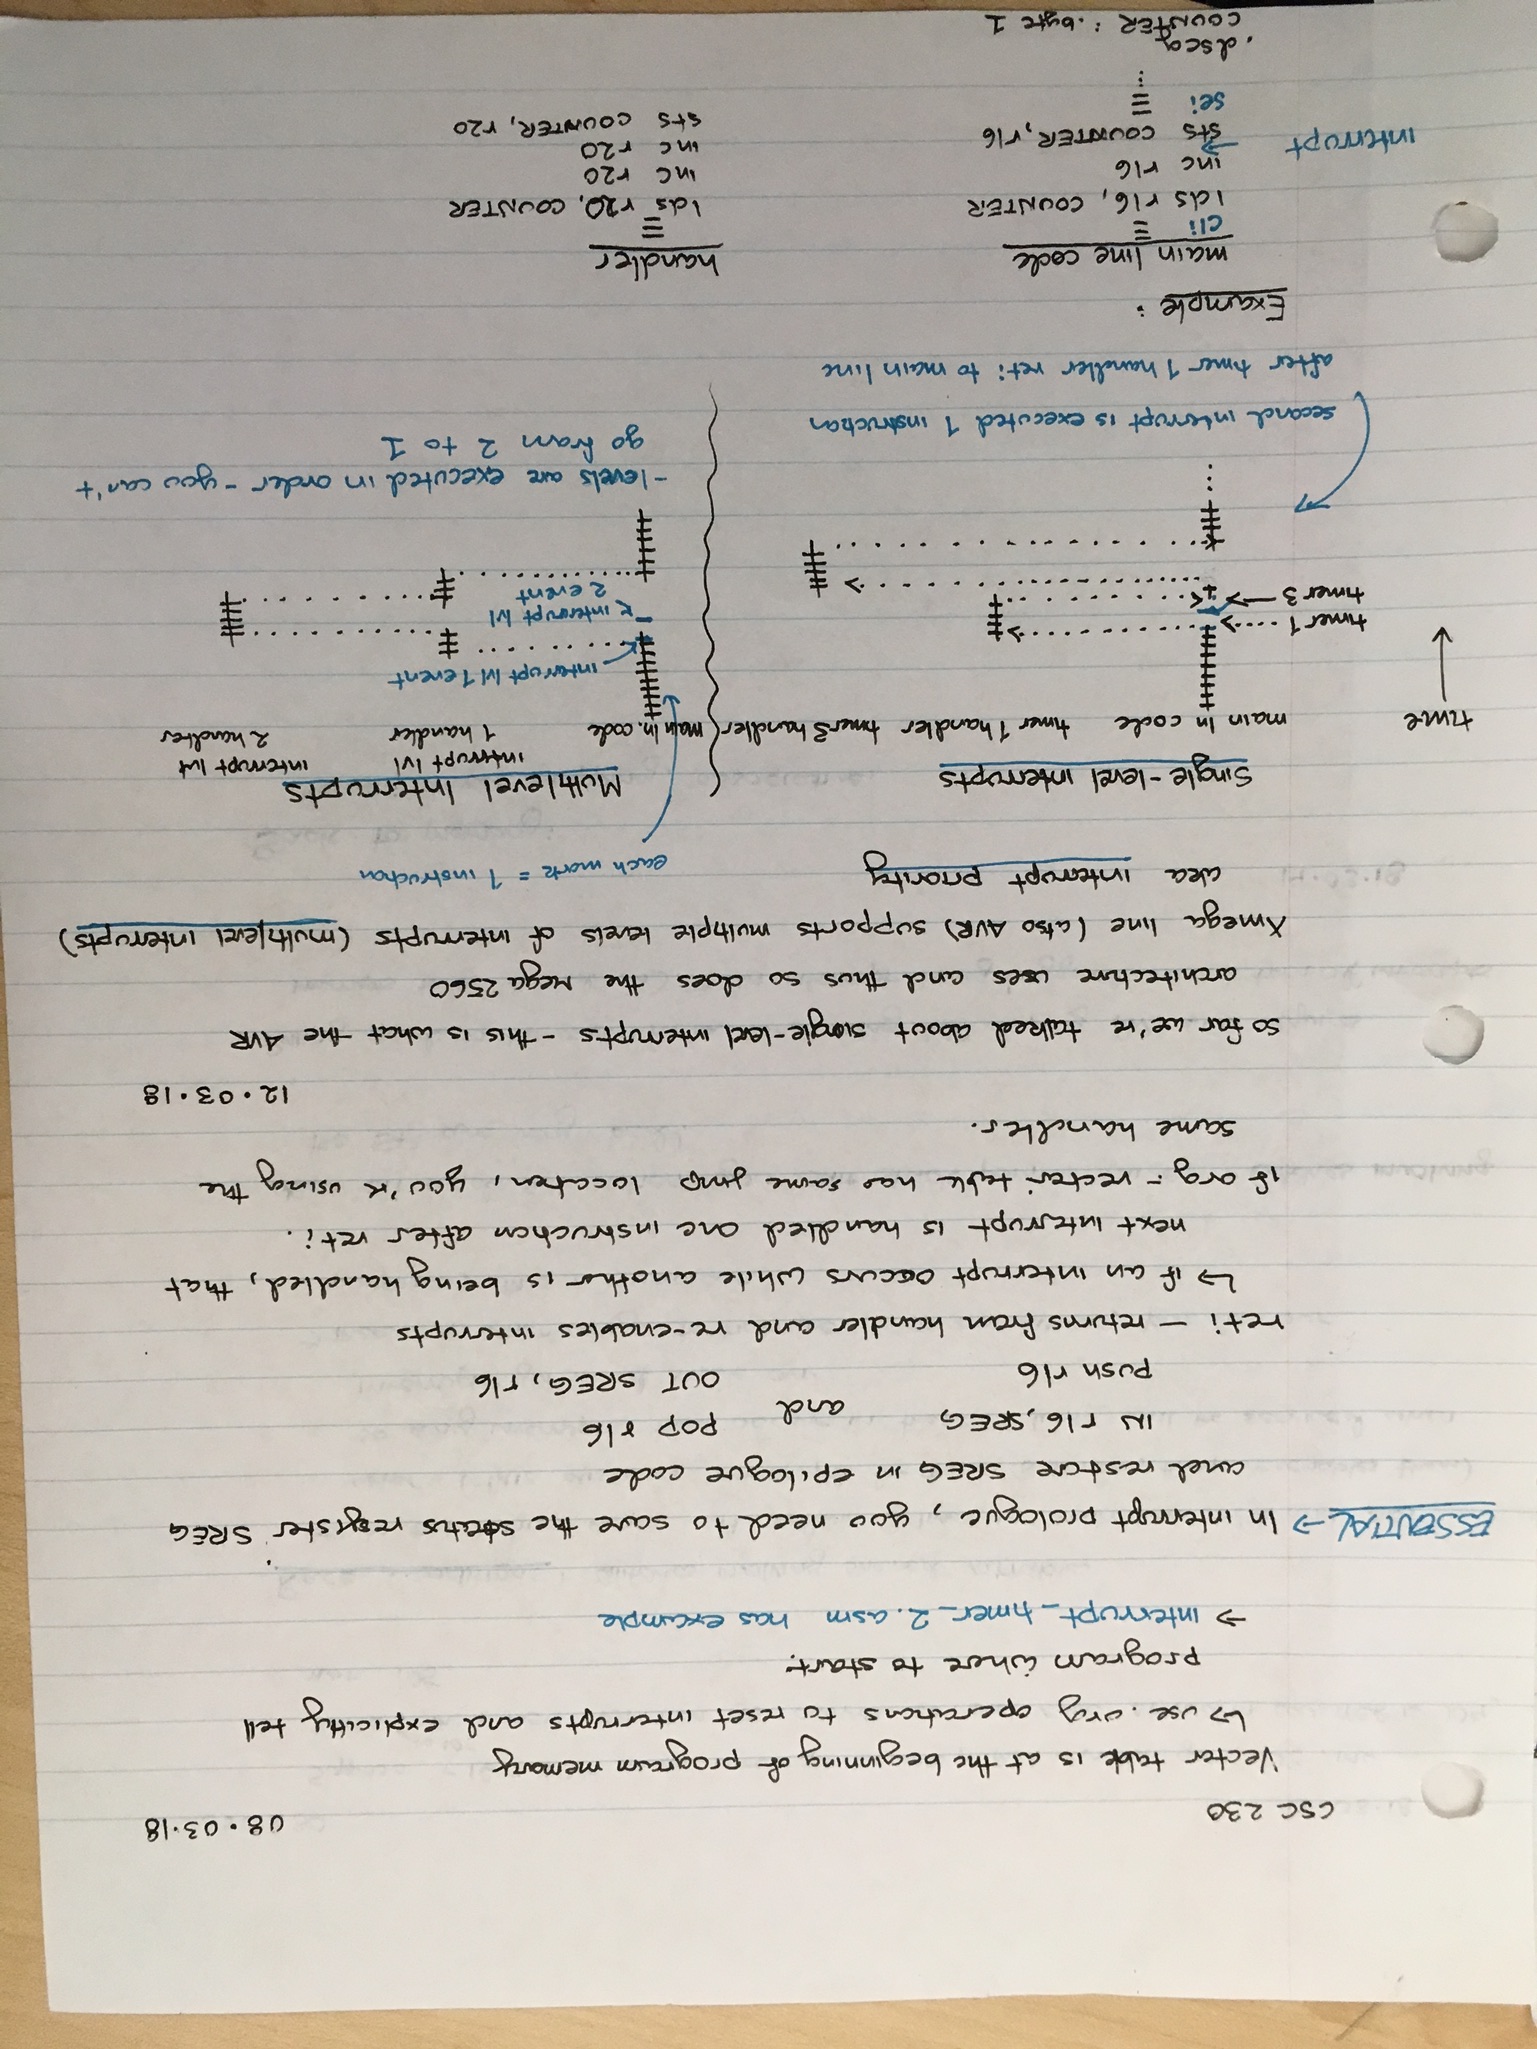 CSC 230
08·03·18
Vector table is at the beginning of program memory
↳ use .org operations to reset interrupts and explicitly tell
program where to start.
→ interrupt_timer_2.asm has example
ESSENTIAL → In interrupt prologue, you need to save the status register SREG
and restore SREG in epilogue code
IN r16, SREG and POP r16
push r16 OUT SREG, r16
reti — returns from handler and re-enables interrupts
↳ if an interrupt occurs while another is being handled, that
next interrupt is handled one instruction after reti.
if org - vector table has same jmp location, you're using the
same handler.
12·03·18
so far we've talked about single-level interrupts - this is what the AVR
architecture uses and thus so does the Mega 2560
Xmega line (also AVR) supports multiple levels of interrupts (multilevel interrupts)
aka interrupt priority
each mark = 1 instruction
Single-level interrupts
time
main ln code timer 1 handler timer 3 handler
timer 1
timer 3
second interrupt is executed 1 instruction
after timer 1 handler reti to main line
Multilevel Interrupts
main ln. code interrupt lvl 1 handler interrupt lvl 2 handler
interrupt lvl 1 event
interrupt lvl
2 event
- levels are executed in order - you can't
go from 2 to 1
Example:
main line code
cli
lds r16, COUNTER
inc r16
interrupt →
sts COUNTER, r16
sei
.dseg
COUNTER: .byte 1
handler
lds r20, COUNTER
inc r20
inc r20
sts COUNTER, r20